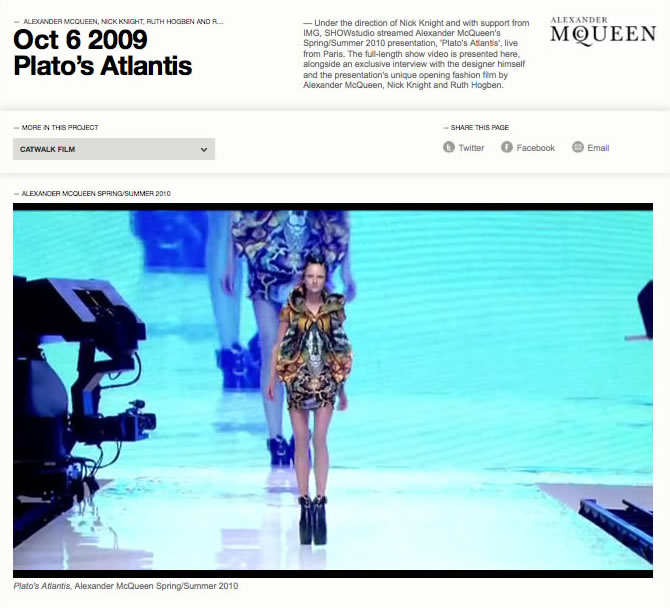 — ALEXANDER MCQUEEN, NICK KNIGHT, RUTH HOGBEN AND R...
Oct 6 2009
Plato's Atlantis
— Under the direction of Nick Knight and with support from
IMG, SHOWstudio streamed Alexander McQueen's
Spring/Summer 2010 presentation, 'Plato's Atlantis', live
from Paris. The full-length show video is presented here,
alongside an exclusive interview with the designer himself
and the presentation's unique opening fashion film by
Alexander McQueen, Nick Knight and Ruth Hogben.
ALEXANDER
MCQUEEN
— MORE IN THIS PROJECT
CATWALK FILM
— SHARE THIS PAGE
Twitter
Facebook
Email
— ALEXANDER MCQUEEN SPRING/SUMMER 2010
Plato's Atlantis, Alexander McQueen Spring/Summer 2010